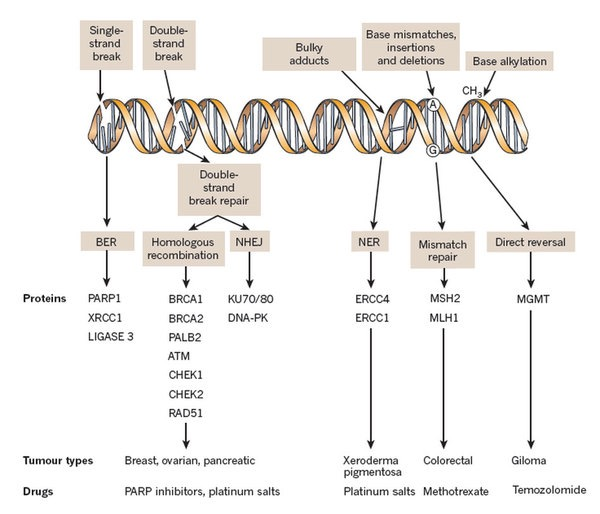 Single-
strand
break
Double-
strand
break
Bulky
adducts
Base mismatches,
insertions
and deletions
Base alkylation
CH3
A
G
Double-
strand
break repair
BER
Homologous
recombination
NHEJ
NER
Mismatch
repair
Direct reversal
Proteins
PARP1
XRCC1
LIGASE 3
BRCA1
BRCA2
PALB2
ATM
CHEK1
CHEK2
RAD51
KU70/80
DNA-PK
ERCC4
ERCC1
MSH2
MLH1
MGMT
Tumour types
Breast, ovarian, pancreatic
Xeroderma
pigmentosa
Colorectal
Giloma
Drugs
PARP inhibitors, platinum salts
Platinum salts
Methotrexate
Temozolomide